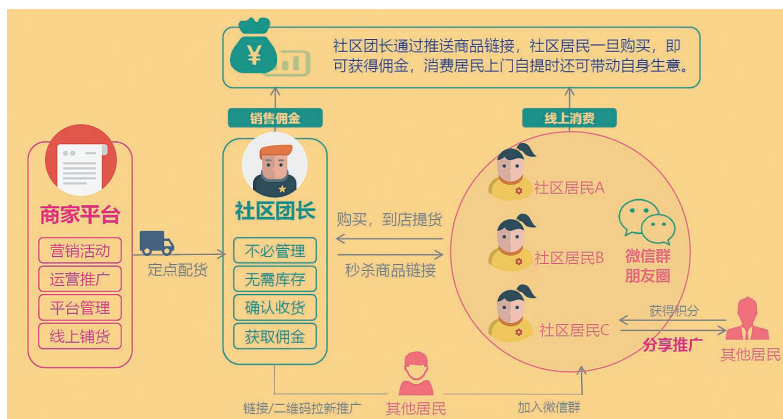 社区团长通过推送商品链接，社区居民一旦购买，即
可获得佣金，消费居民上门自提时还可带动自身生意。
¥
销售佣金
线上消费
商家平台
营销活动
运营推广
平台管理
线上铺货
定点配货
社区团长
不必管理
无需库存
确认收货
获取佣金
购买，到店提货
秒杀商品链接
社区居民A
社区居民B
社区居民C
微信群
朋友圈
获得积分
分享推广
其他居民
链接/二维码拉新推广
其他居民
加入微信群